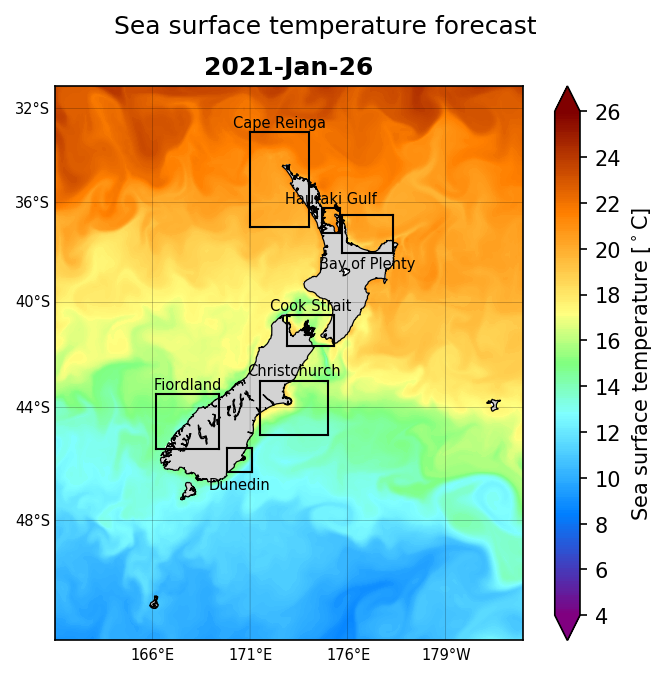 Sea surface temperature forecast
2021-Jan-26
32°S
36°S
40°S
44°S
48°S
Cape Reinga
Hauraki Gulf
Bay of Plenty
Cook Strait
Christchurch
Fiordland
Dunedin
166°E
171°E
176°E
179°W
26
24
22
20
18
16
14
12
10
8
6
4
Sea surface temperature [°C]